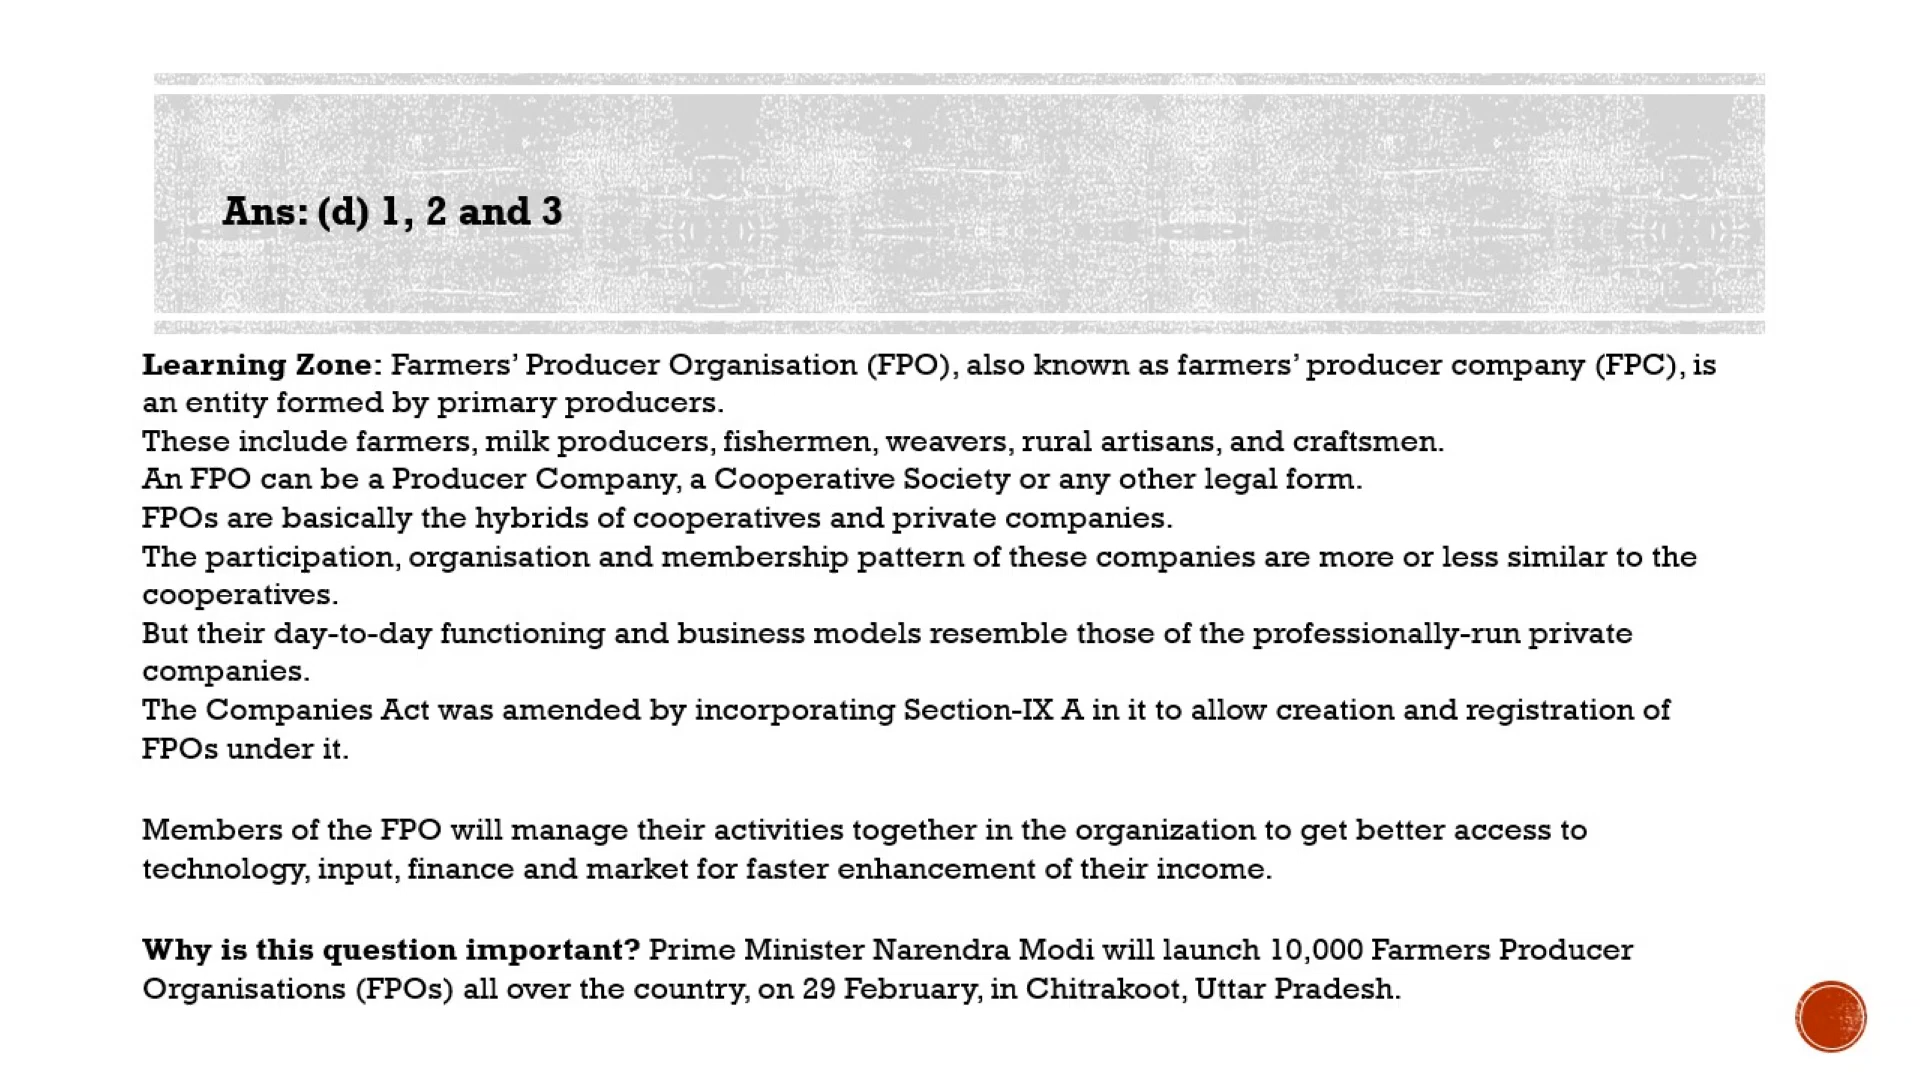 Ans: (d) 1, 2 and 3
Learning Zone: Farmers’ Producer Organisation (FPO), also known as farmers’ producer company (FPC), is
an entity formed by primary producers.
These include farmers, milk producers, fishermen, weavers, rural artisans, and craftsmen.
An FPO can be a Producer Company, a Cooperative Society or any other legal form.
FPOs are basically the hybrids of cooperatives and private companies.
The participation, organisation and membership pattern of these companies are more or less similar to the
cooperatives.
But their day-to-day functioning and business models resemble those of the professionally-run private
companies.
The Companies Act was amended by incorporating Section-IX A in it to allow creation and registration of
FPOs under it.
Members of the FPO will manage their activities together in the organization to get better access to
technology, input, finance and market for faster enhancement of their income.
Why is this question important? Prime Minister Narendra Modi will launch 10,000 Farmers Producer
Organisations (FPOs) all over the country, on 29 February, in Chitrakoot, Uttar Pradesh.